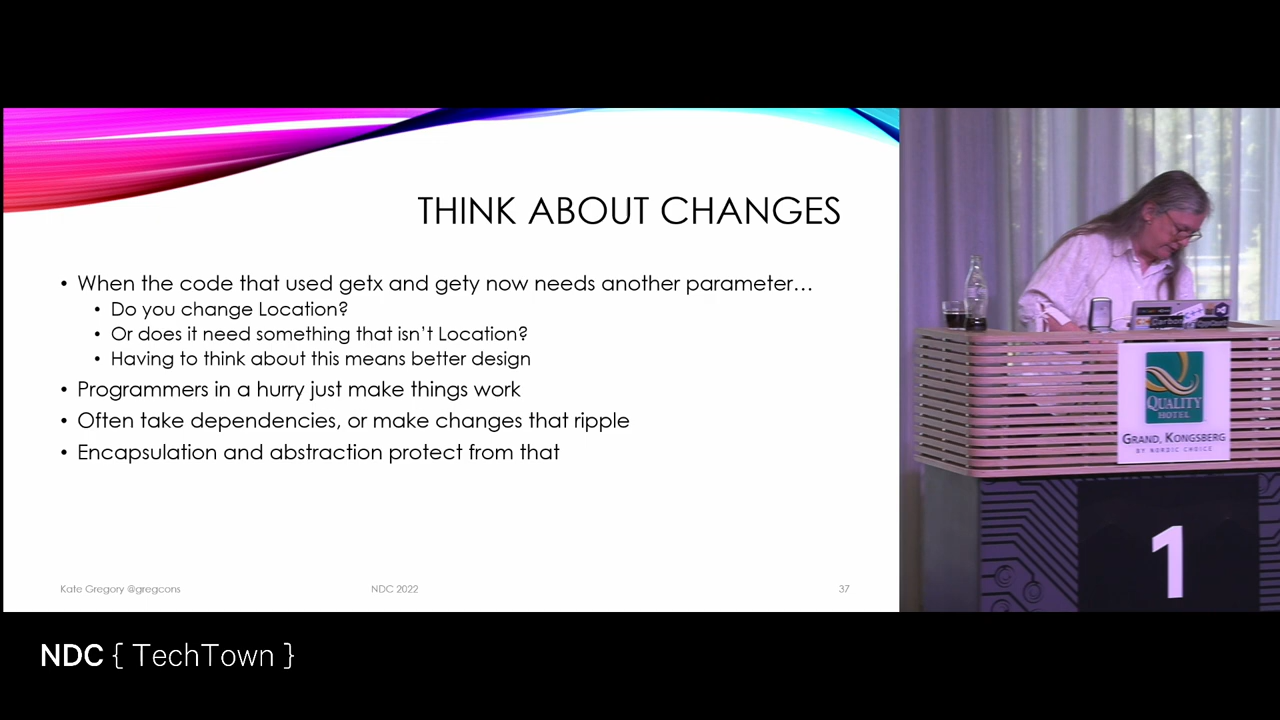 THINK ABOUT CHANGES
• When the code that used getx and gety now needs another parameter…
• Do you change Location?
• Or does it need something that isn't Location?
• Having to think about this means better design
• Programmers in a hurry just make things work
• Often take dependencies, or make changes that ripple
• Encapsulation and abstraction protect from that
Kate Gregory @gregcons
NDC 2022
37
QUALITY
HOTEL
GRAND, KONGSBERG
BY NORDIC CHOICE
1
NDC { TechTown }